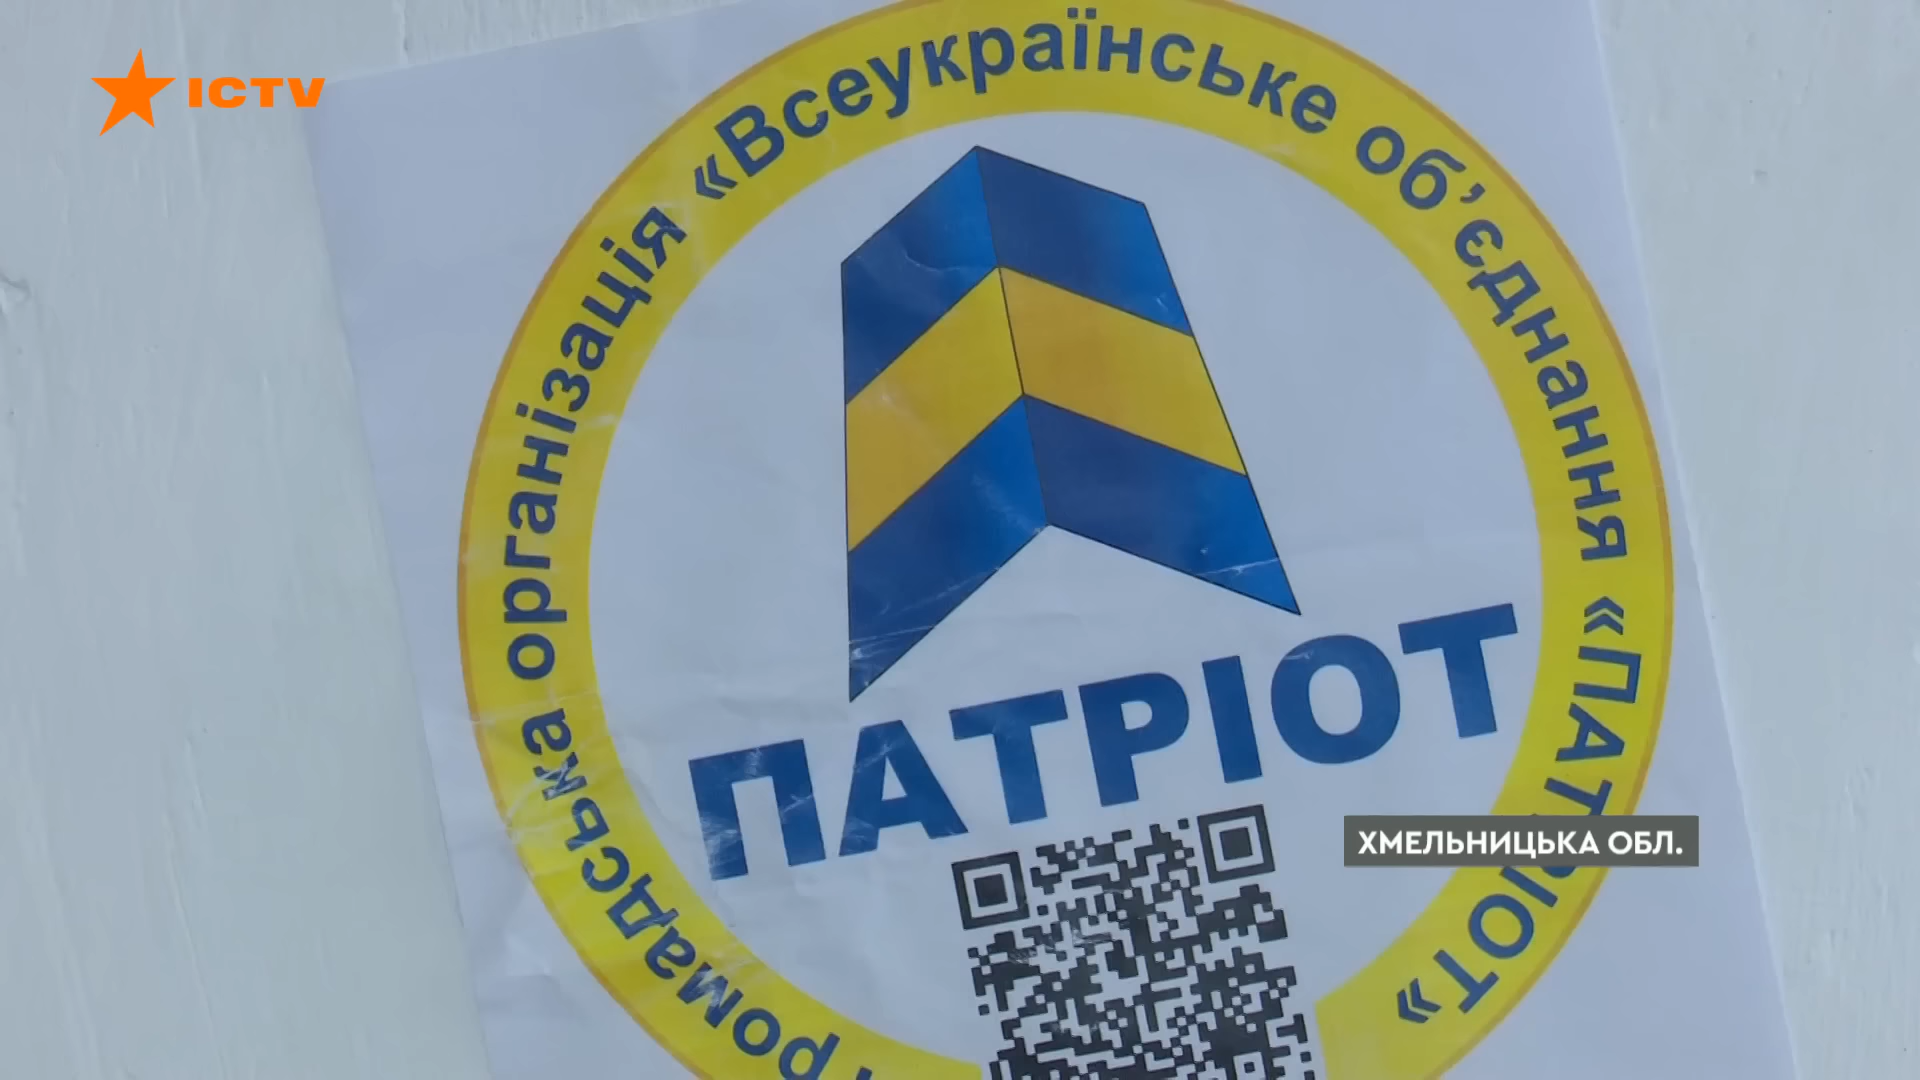 ICTV
Громадська організація «Всеукраїнське об’єднання «ПАТРІОТ»
ПАТРІОТ
ХМЕЛЬНИЦЬКА ОБЛ.